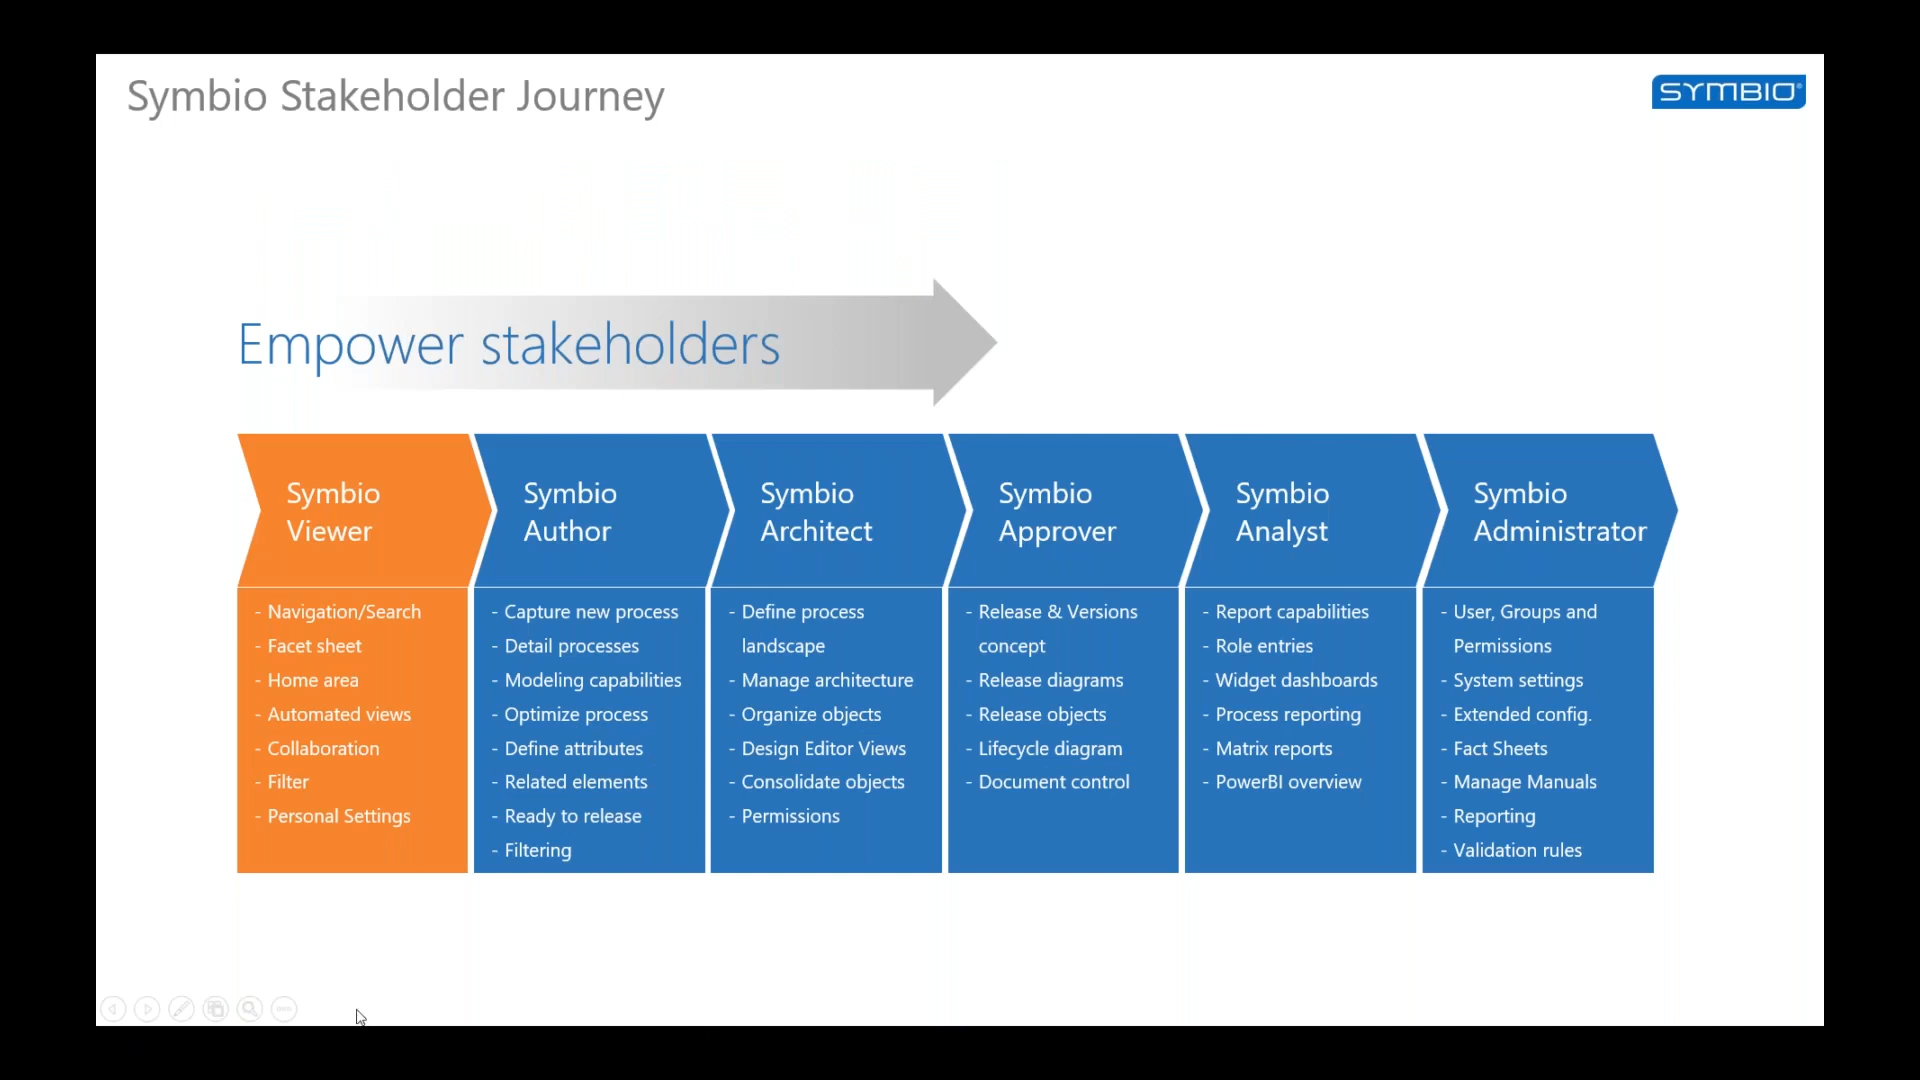 Symbio Stakeholder Journey
SYMBIO®
Empower stakeholders
Symbio
Viewer
- Navigation/Search
- Facet sheet
- Home area
- Automated views
- Collaboration
- Filter
- Personal Settings
Symbio
Author
- Capture new process
- Detail processes
- Modeling capabilities
- Optimize process
- Define attributes
- Related elements
- Ready to release
- Filtering
Symbio
Architect
- Define process
landscape
- Manage architecture
- Organize objects
- Design Editor Views
- Consolidate objects
- Permissions
Symbio
Approver
- Release & Versions
concept
- Release diagrams
- Release objects
- Lifecycle diagram
- Document control
Symbio
Analyst
- Report capabilities
- Role entries
- Widget dashboards
- Process reporting
- Matrix reports
- PowerBI overview
Symbio
Administrator
- User, Groups and
Permissions
- System settings
- Extended config.
- Fact Sheets
- Manage Manuals
- Reporting
- Validation rules